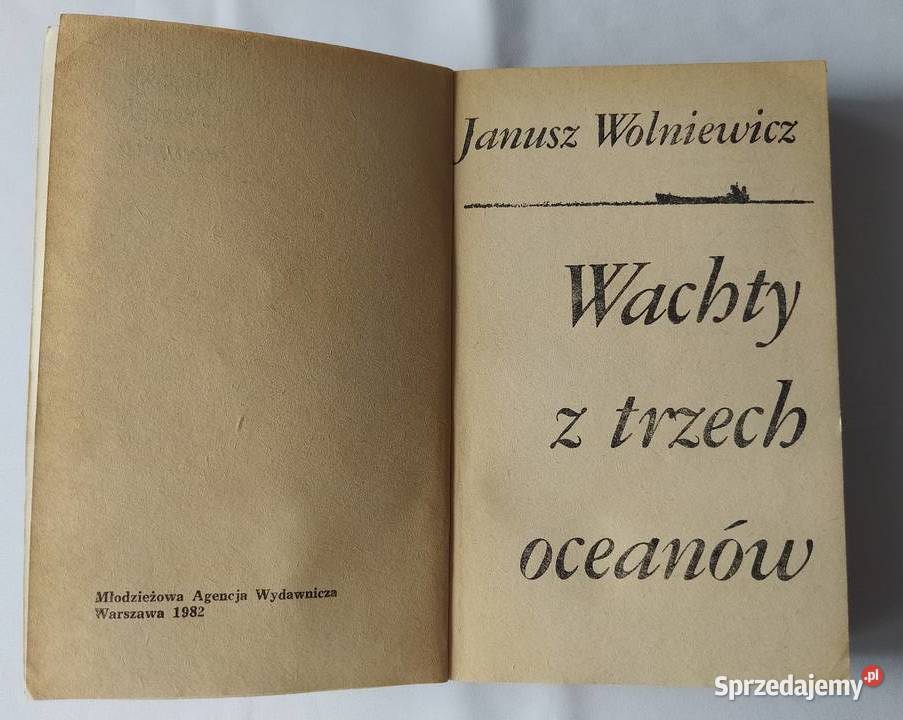 Młodzieżowa Agencja Wydawnicza
Warszawa 1982
Janusz Wolniewicz
Wachty
z trzech
oceanów
Sprzedajemy.pl